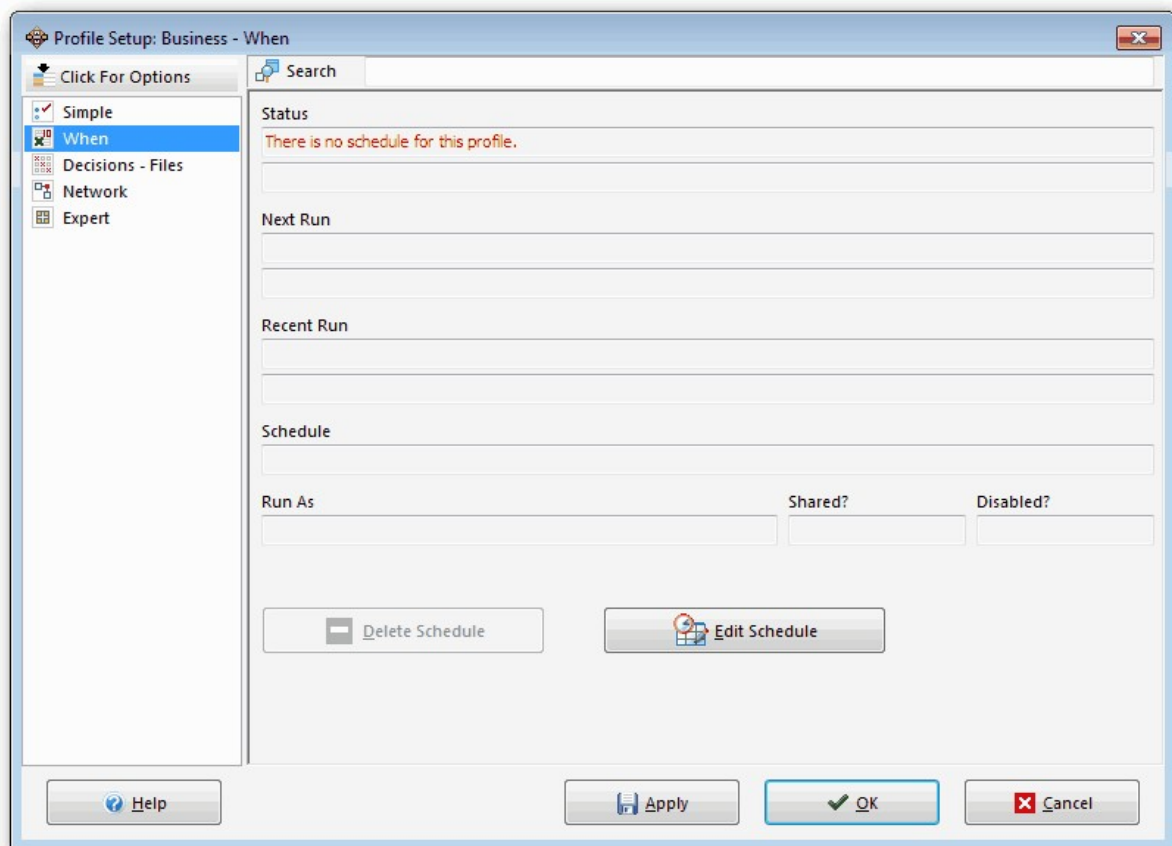 Profile Setup: Business - When
Click For Options
Search
Simple
When
Decisions - Files
Network
Expert
Status
There is no schedule for this profile.
Next Run
Recent Run
Schedule
Run As Shared? Disabled?
Delete Schedule Edit Schedule
Help Apply OK Cancel